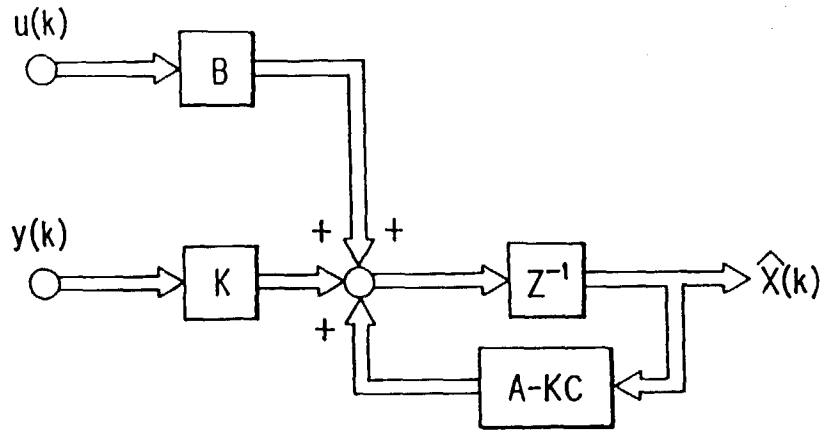 u(k)
B
+ +
y(k)
K
Z⁻¹
X̂(k)
+
A-KC